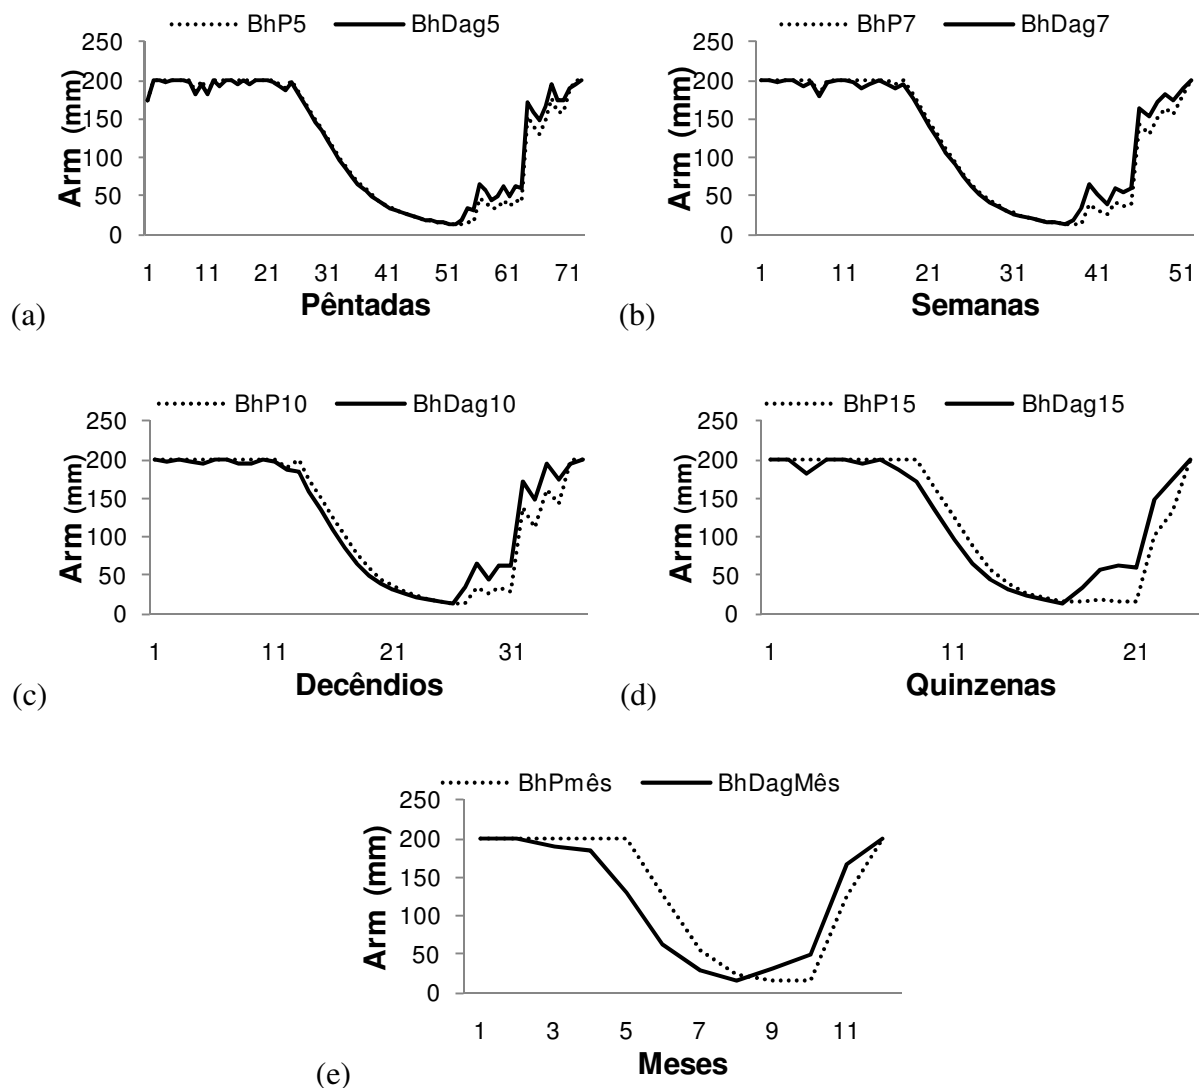 BhP5 BhDag5
250
200
150
100
50
0
Arm (mm)
1 11 21 31 41 51 61 71
Pêntadas
(a)
BhP7 BhDag7
250
200
150
100
50
0
Arm (mm)
1 11 21 31 41 51
Semanas
(b)
BhP10 BhDag10
250
200
150
100
50
0
Arm (mm)
1 11 21 31
Decêndios
(c)
BhP15 BhDag15
250
200
150
100
50
0
Arm (mm)
1 11 21
Quinzenas
(d)
BhPmês BhDagMês
250
200
150
100
50
0
Arm (mm)
1 3 5 7 9 11
Meses
(e)